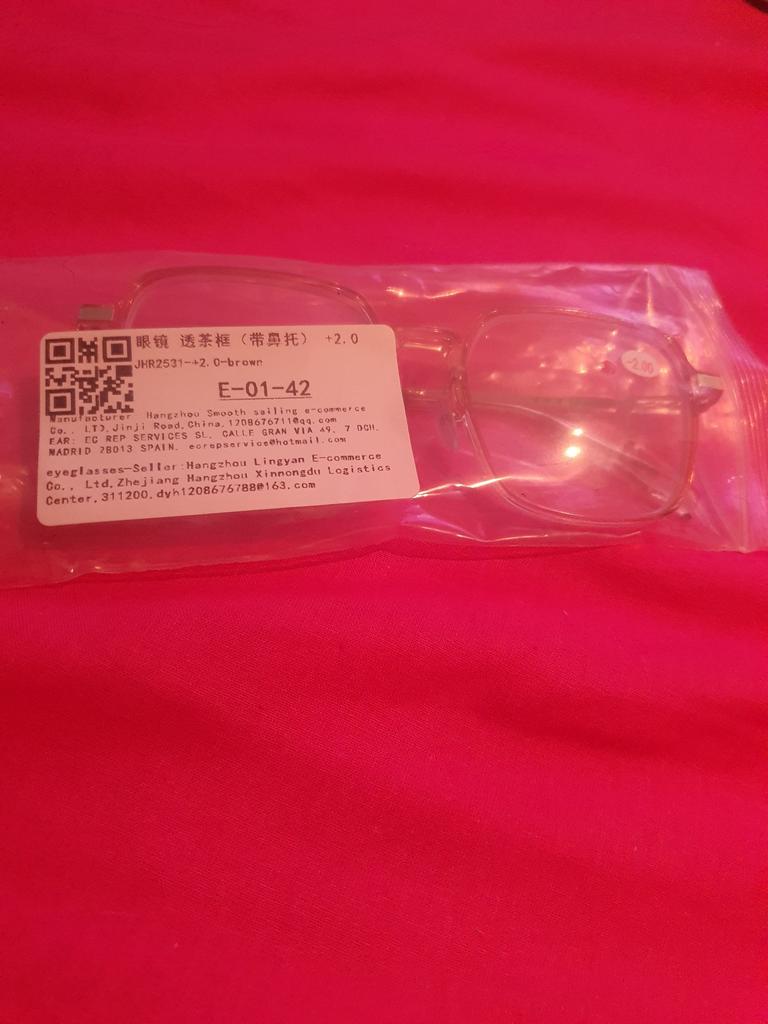 眼镜 透茶框（带鼻托） +2.0
JHR2531-+2.0-brown
E-01-42
Manufacturer: Hangzhou Smooth sailing e-commerce
Co., LTD,Jinji Road,China,1208676711@qq.com
EAR: EC REP SERVICES SL, CALLE GRAN VIA 49, 7 DCH,
MADRID 28013 SPAIN, ecrepservice@hotmail.com
eyeglasses-Seller:Hangzhou Lingyan E-commerce
Co., Ltd,Zhejiang Hangzhou Xinnongdu Logistics
Center,311200,dyh1208676788@163.com
-2.00